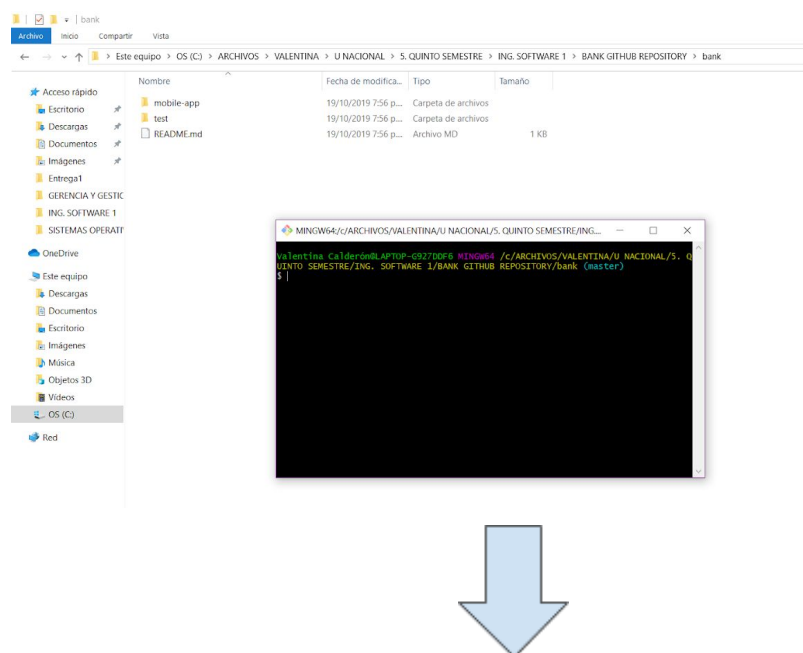 bank
Archivo Inicio Compartir Vista
Este equipo > OS (C:) > ARCHIVOS > VALENTINA > U NACIONAL > 5. QUINTO SEMESTRE > ING. SOFTWARE 1 > BANK GITHUB REPOSITORY > bank
Nombre Fecha de modifica... Tipo Tamaño
mobile-app 19/10/2019 7:56 p... Carpeta de archivos
test 19/10/2019 7:56 p... Carpeta de archivos
README.md 19/10/2019 7:56 p... Archivo MD 1 KB
Acceso rápido
Escritorio
Descargas
Documentos
Imágenes
Entrega1
GERENCIA Y GESTIC
ING. SOFTWARE 1
SISTEMAS OPERATI
OneDrive
Este equipo
Descargas
Documentos
Escritorio
Imágenes
Música
Objetos 3D
Vídeos
OS (C:)
Red
MINGW64:/c/ARCHIVOS/VALENTINA/U NACIONAL/5. QUINTO SEMESTRE/ING....
Valentina Calderón@LAPTOP-G927DDF6 MINGW64 /c/ARCHIVOS/VALENTINA/U NACIONAL/5. Q
UINTO SEMESTRE/ING. SOFTWARE 1/BANK GITHUB REPOSITORY/bank (master)
$